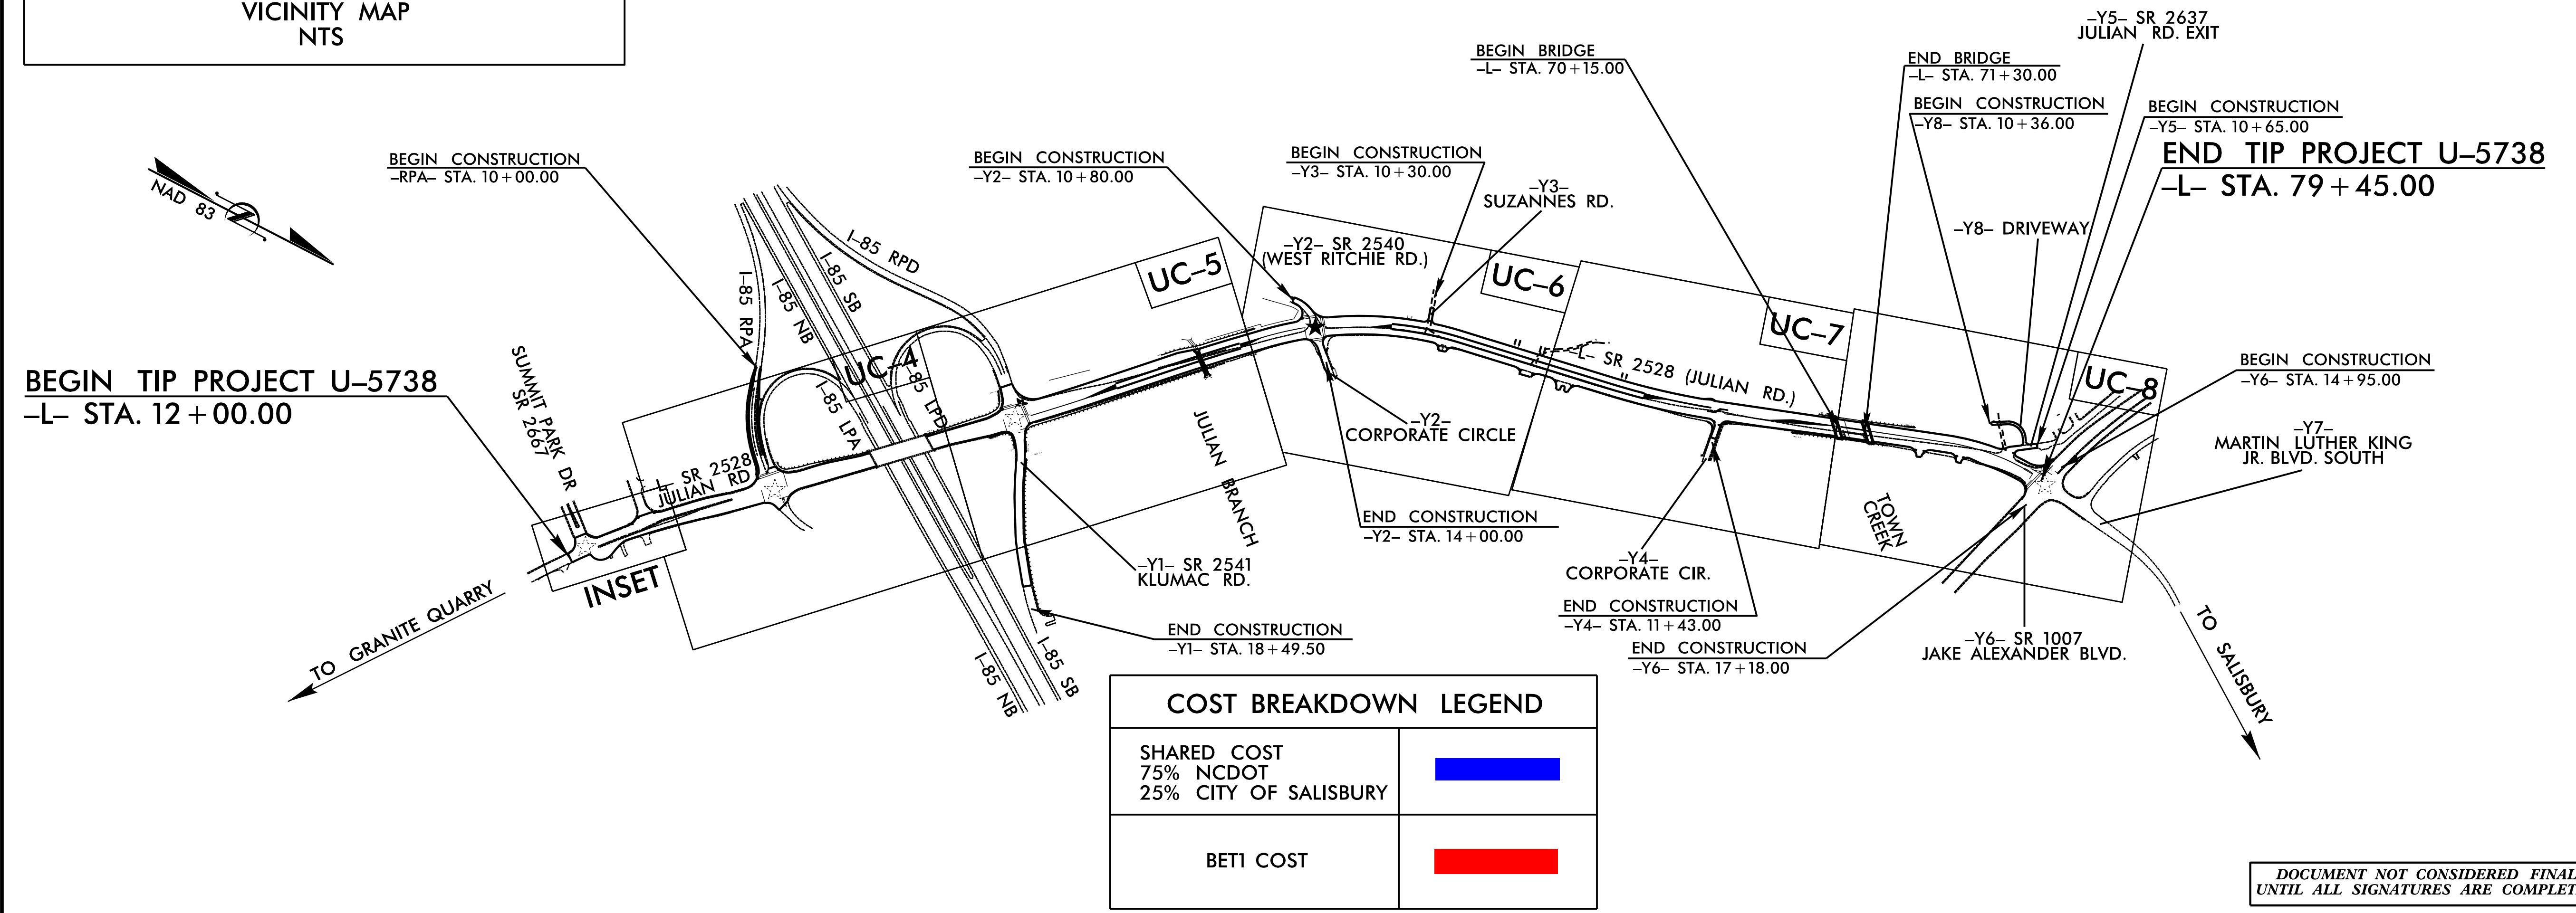 VICINITY MAP
NTS
NAD 83
BEGIN TIP PROJECT U–5738
–L– STA. 12+00.00
BEGIN CONSTRUCTION
–RPA– STA. 10+00.00
SUMMIT PARK DR
SR 2667
SR 2528
JULIAN RD
INSET
TO GRANITE QUARRY
I–85 RPA
I–85 NB
I–85 SB
I–85 RPD
UC–4
I–85 LPA
I–85 LPD
UC–5
JULIAN BRANCH
–Y1– SR 2541
KLUMAC RD.
END CONSTRUCTION
–Y1– STA. 18+49.50
I–85 NB
I–85 SB
BEGIN CONSTRUCTION
–Y2– STA. 10+80.00
–Y2– SR 2540
(WEST RITCHIE RD.)
BEGIN CONSTRUCTION
–Y3– STA. 10+30.00
–Y3–
SUZANNES RD.
UC–6
–Y2–
CORPORATE CIRCLE
END CONSTRUCTION
–Y2– STA. 14+00.00
BEGIN BRIDGE
–L– STA. 70+15.00
–L– SR 2528 (JULIAN RD.)
UC–7
–Y4–
CORPORATE CIR.
END CONSTRUCTION
–Y4– STA. 11+43.00
END CONSTRUCTION
–Y6– STA. 17+18.00
END BRIDGE
–L– STA. 71+30.00
BEGIN CONSTRUCTION
–Y8– STA. 10+36.00
–Y8– DRIVEWAY
–Y5– SR 2637
JULIAN RD. EXIT
BEGIN CONSTRUCTION
–Y5– STA. 10+65.00
END TIP PROJECT U–5738
–L– STA. 79+45.00
UC–8
BEGIN CONSTRUCTION
–Y6– STA. 14+95.00
–Y7–
MARTIN LUTHER KING
JR. BLVD. SOUTH
TOWN
CREEK
–Y6– SR 1007
JAKE ALEXANDER BLVD.
TO SALISBURY
COST BREAKDOWN LEGEND
SHARED COST
75% NCDOT
25% CITY OF SALISBURY
BET1 COST
DOCUMENT NOT CONSIDERED FINAL
UNTIL ALL SIGNATURES ARE COMPLET